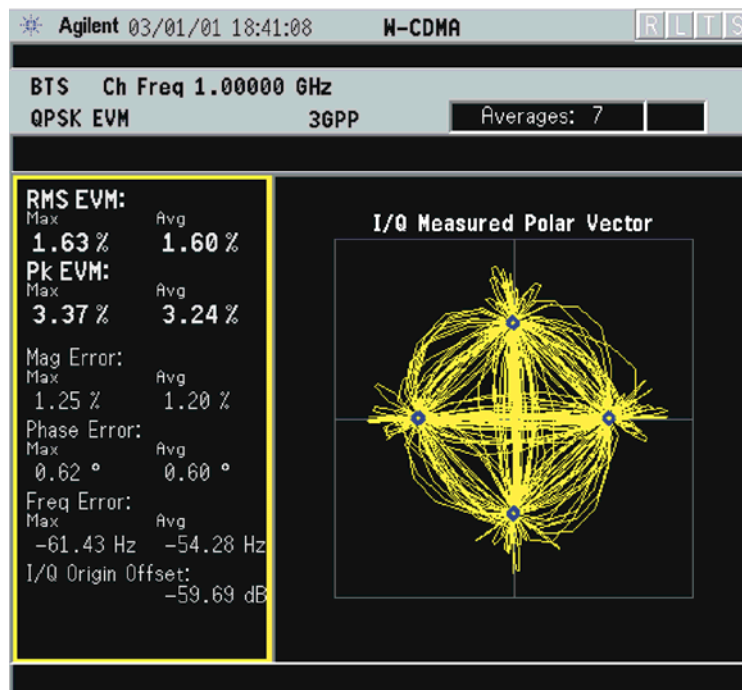 Agilent 03/01/01 18:41:08 W-CDMA R L T S
BTS Ch Freq 1.00000 GHz
QPSK EVM 3GPP Averages: 7
RMS EVM:
Max Avg
1.63 % 1.60 %
Pk EVM:
Max Avg
3.37 % 3.24 %
Mag Error:
Max Avg
1.25 % 1.20 %
Phase Error:
Max Avg
0.62 ° 0.60 °
Freq Error:
Max Avg
-61.43 Hz -54.28 Hz
I/Q Origin Offset:
-59.69 dB
I/Q Measured Polar Vector